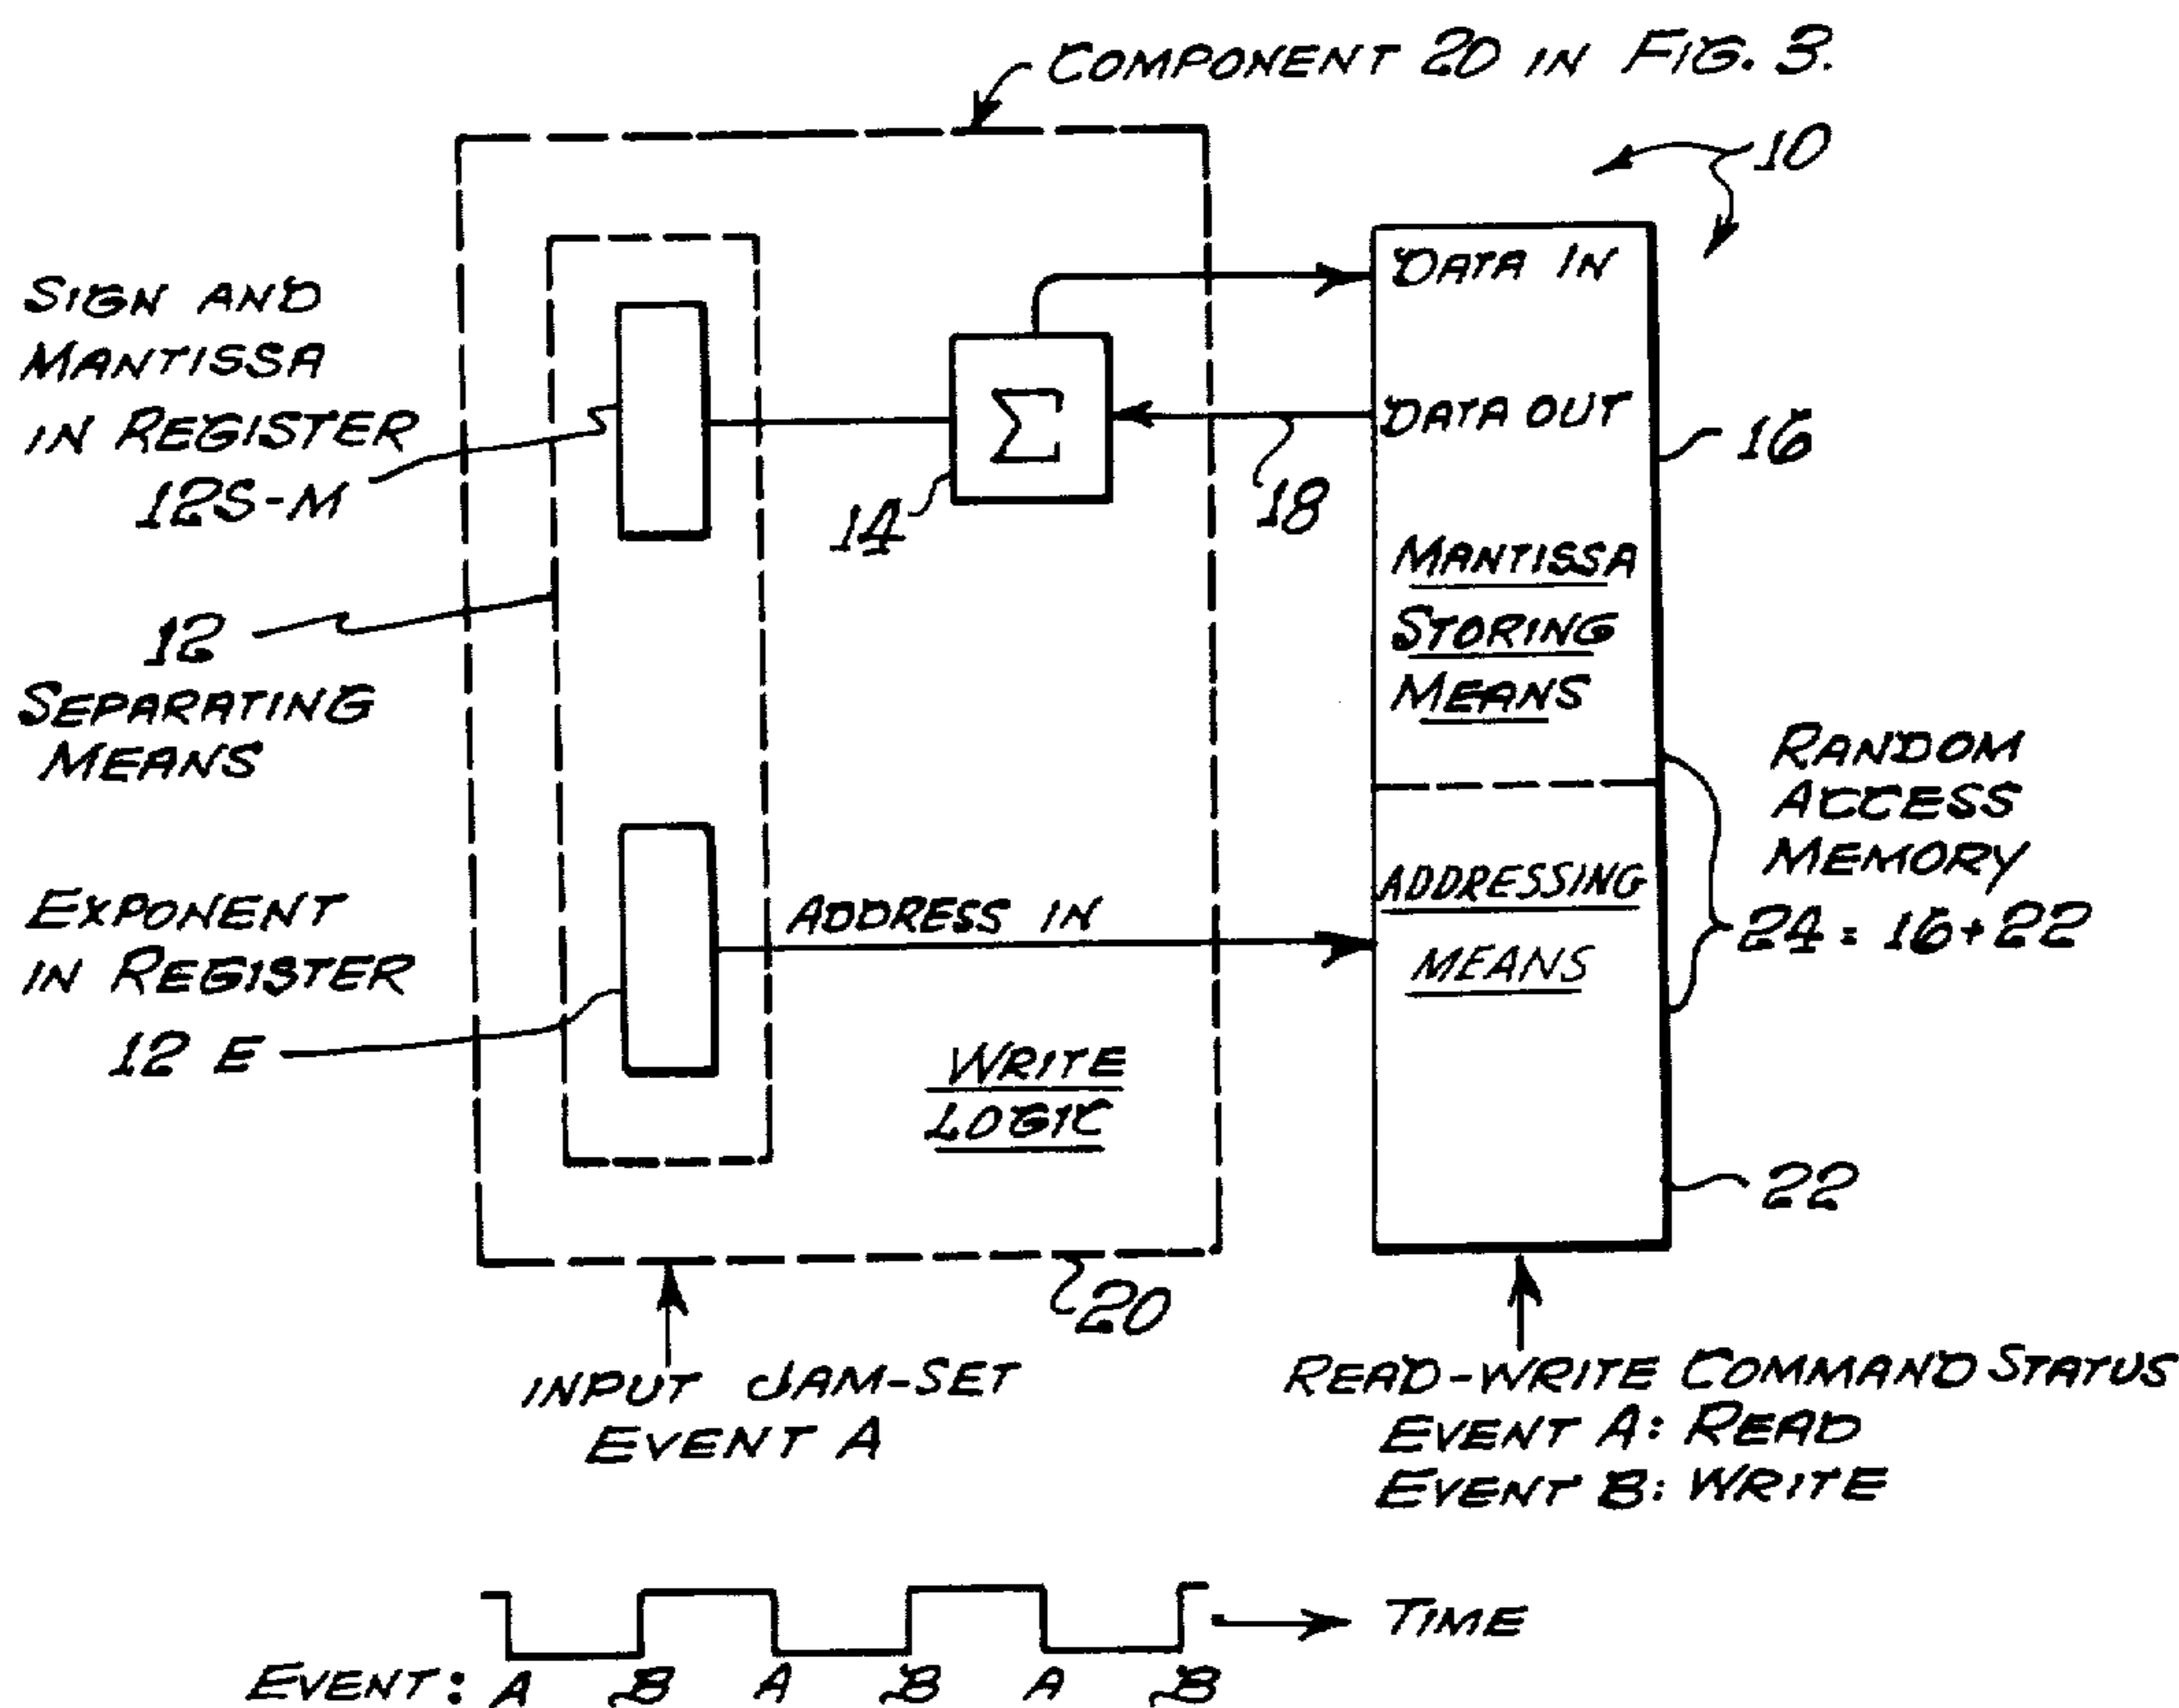 COMPONENT 20 IN FIG. 3.
10
SIGN AND
MANTISSA
IN REGISTER
12S-M
12
SEPARATING
MEANS
EXPONENT
IN REGISTER
12 E
Σ
14
18
DATA IN
DATA OUT
MANTISSA
STORING
MEANS
16
RANDOM
ACCESS
MEMORY
24 = 16+22
ADDRESS IN
ADDRESSING
MEANS
WRITE
LOGIC
22
20
INPUT JAM-SET
EVENT A
READ-WRITE COMMAND STATUS
EVENT A: READ
EVENT B: WRITE
TIME
EVENT: A B A B A B